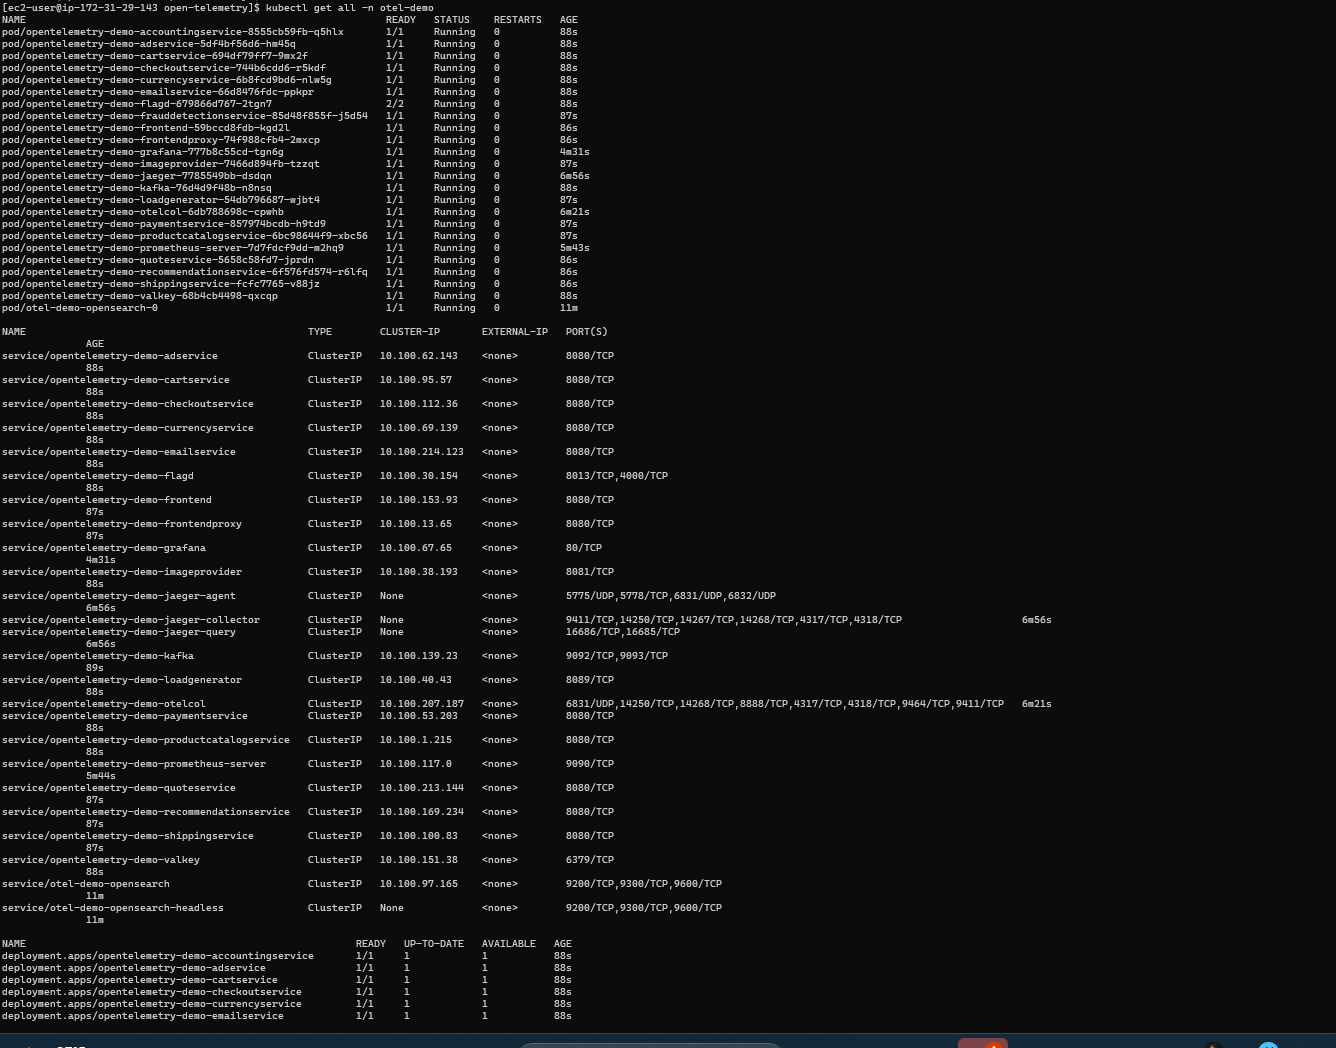 [ec2-user@ip-172-31-29-143 open-telemetry]$ kubectl get all -n otel-demo
NAME READY STATUS RESTARTS AGE
pod/opentelemetry-demo-accountingservice-8555cb59fb-q5hlx 1/1 Running 0 88s
pod/opentelemetry-demo-adservice-5df4bf56d6-hm45q 1/1 Running 0 88s
pod/opentelemetry-demo-cartservice-694df79ff7-9mx2f 1/1 Running 0 88s
pod/opentelemetry-demo-checkoutservice-744b6cdd6-r5kdf 1/1 Running 0 88s
pod/opentelemetry-demo-currencyservice-6b8fcd9bd6-nlw5g 1/1 Running 0 88s
pod/opentelemetry-demo-emailservice-66d8476fdc-ppkpr 1/1 Running 0 88s
pod/opentelemetry-demo-flagd-679866d767-2tgn7 2/2 Running 0 88s
pod/opentelemetry-demo-frauddetectionservice-85d48f855f-j5d54 1/1 Running 0 87s
pod/opentelemetry-demo-frontend-59bccd8fdb-kgd2l 1/1 Running 0 86s
pod/opentelemetry-demo-frontendproxy-74f988cfb4-2mxcp 1/1 Running 0 86s
pod/opentelemetry-demo-grafana-777b8c55cd-tgn6g 1/1 Running 0 4m31s
pod/opentelemetry-demo-imageprovider-7466d894fb-tzzqt 1/1 Running 0 87s
pod/opentelemetry-demo-jaeger-7785549bb-dsdqn 1/1 Running 0 6m56s
pod/opentelemetry-demo-kafka-76d4d9f48b-n8nsq 1/1 Running 0 88s
pod/opentelemetry-demo-loadgenerator-54db796687-wjbt4 1/1 Running 0 87s
pod/opentelemetry-demo-otelcol-6db788698c-cpwhb 1/1 Running 0 6m21s
pod/opentelemetry-demo-paymentservice-857974bcdb-h9td9 1/1 Running 0 87s
pod/opentelemetry-demo-productcatalogservice-6bc98644f9-xbc56 1/1 Running 0 87s
pod/opentelemetry-demo-prometheus-server-7d7fdcf9dd-m2hq9 1/1 Running 0 5m43s
pod/opentelemetry-demo-quoteservice-5658c58fd7-jprdn 1/1 Running 0 86s
pod/opentelemetry-demo-recommendationservice-6f576fd574-r6lfq 1/1 Running 0 86s
pod/opentelemetry-demo-shippingservice-fcfc7765-v88jz 1/1 Running 0 86s
pod/opentelemetry-demo-valkey-68b4cb4498-qxcqp 1/1 Running 0 88s
pod/otel-demo-opensearch-0 1/1 Running 0 11m
NAME TYPE CLUSTER-IP EXTERNAL-IP PORT(S)
AGE
service/opentelemetry-demo-adservice ClusterIP 10.100.62.143 <none> 8080/TCP
88s
service/opentelemetry-demo-cartservice ClusterIP 10.100.95.57 <none> 8080/TCP
88s
service/opentelemetry-demo-checkoutservice ClusterIP 10.100.112.36 <none> 8080/TCP
88s
service/opentelemetry-demo-currencyservice ClusterIP 10.100.69.139 <none> 8080/TCP
88s
service/opentelemetry-demo-emailservice ClusterIP 10.100.214.123 <none> 8080/TCP
88s
service/opentelemetry-demo-flagd ClusterIP 10.100.30.154 <none> 8013/TCP,4000/TCP
88s
service/opentelemetry-demo-frontend ClusterIP 10.100.153.93 <none> 8080/TCP
87s
service/opentelemetry-demo-frontendproxy ClusterIP 10.100.13.65 <none> 8080/TCP
87s
service/opentelemetry-demo-grafana ClusterIP 10.100.67.65 <none> 80/TCP
4m31s
service/opentelemetry-demo-imageprovider ClusterIP 10.100.38.193 <none> 8081/TCP
88s
service/opentelemetry-demo-jaeger-agent ClusterIP None <none> 5775/UDP,5778/TCP,6831/UDP,6832/UDP
6m56s
service/opentelemetry-demo-jaeger-collector ClusterIP None <none> 9411/TCP,14250/TCP,14267/TCP,14268/TCP,4317/TCP,4318/TCP 6m56s
service/opentelemetry-demo-jaeger-query ClusterIP None <none> 16686/TCP,16685/TCP
6m56s
service/opentelemetry-demo-kafka ClusterIP 10.100.139.23 <none> 9092/TCP,9093/TCP
89s
service/opentelemetry-demo-loadgenerator ClusterIP 10.100.40.43 <none> 8089/TCP
88s
service/opentelemetry-demo-otelcol ClusterIP 10.100.207.187 <none> 6831/UDP,14250/TCP,14268/TCP,8888/TCP,4317/TCP,4318/TCP,9464/TCP,9411/TCP 6m21s
service/opentelemetry-demo-paymentservice ClusterIP 10.100.53.203 <none> 8080/TCP
88s
service/opentelemetry-demo-productcatalogservice ClusterIP 10.100.1.215 <none> 8080/TCP
88s
service/opentelemetry-demo-prometheus-server ClusterIP 10.100.117.0 <none> 9090/TCP
5m44s
service/opentelemetry-demo-quoteservice ClusterIP 10.100.213.144 <none> 8080/TCP
87s
service/opentelemetry-demo-recommendationservice ClusterIP 10.100.169.234 <none> 8080/TCP
87s
service/opentelemetry-demo-shippingservice ClusterIP 10.100.100.83 <none> 8080/TCP
87s
service/opentelemetry-demo-valkey ClusterIP 10.100.151.38 <none> 6379/TCP
88s
service/otel-demo-opensearch ClusterIP 10.100.97.165 <none> 9200/TCP,9300/TCP,9600/TCP
11m
service/otel-demo-opensearch-headless ClusterIP None <none> 9200/TCP,9300/TCP,9600/TCP
11m
NAME READY UP-TO-DATE AVAILABLE AGE
deployment.apps/opentelemetry-demo-accountingservice 1/1 1 1 88s
deployment.apps/opentelemetry-demo-adservice 1/1 1 1 88s
deployment.apps/opentelemetry-demo-cartservice 1/1 1 1 88s
deployment.apps/opentelemetry-demo-checkoutservice 1/1 1 1 88s
deployment.apps/opentelemetry-demo-currencyservice 1/1 1 1 88s
deployment.apps/opentelemetry-demo-emailservice 1/1 1 1 88s